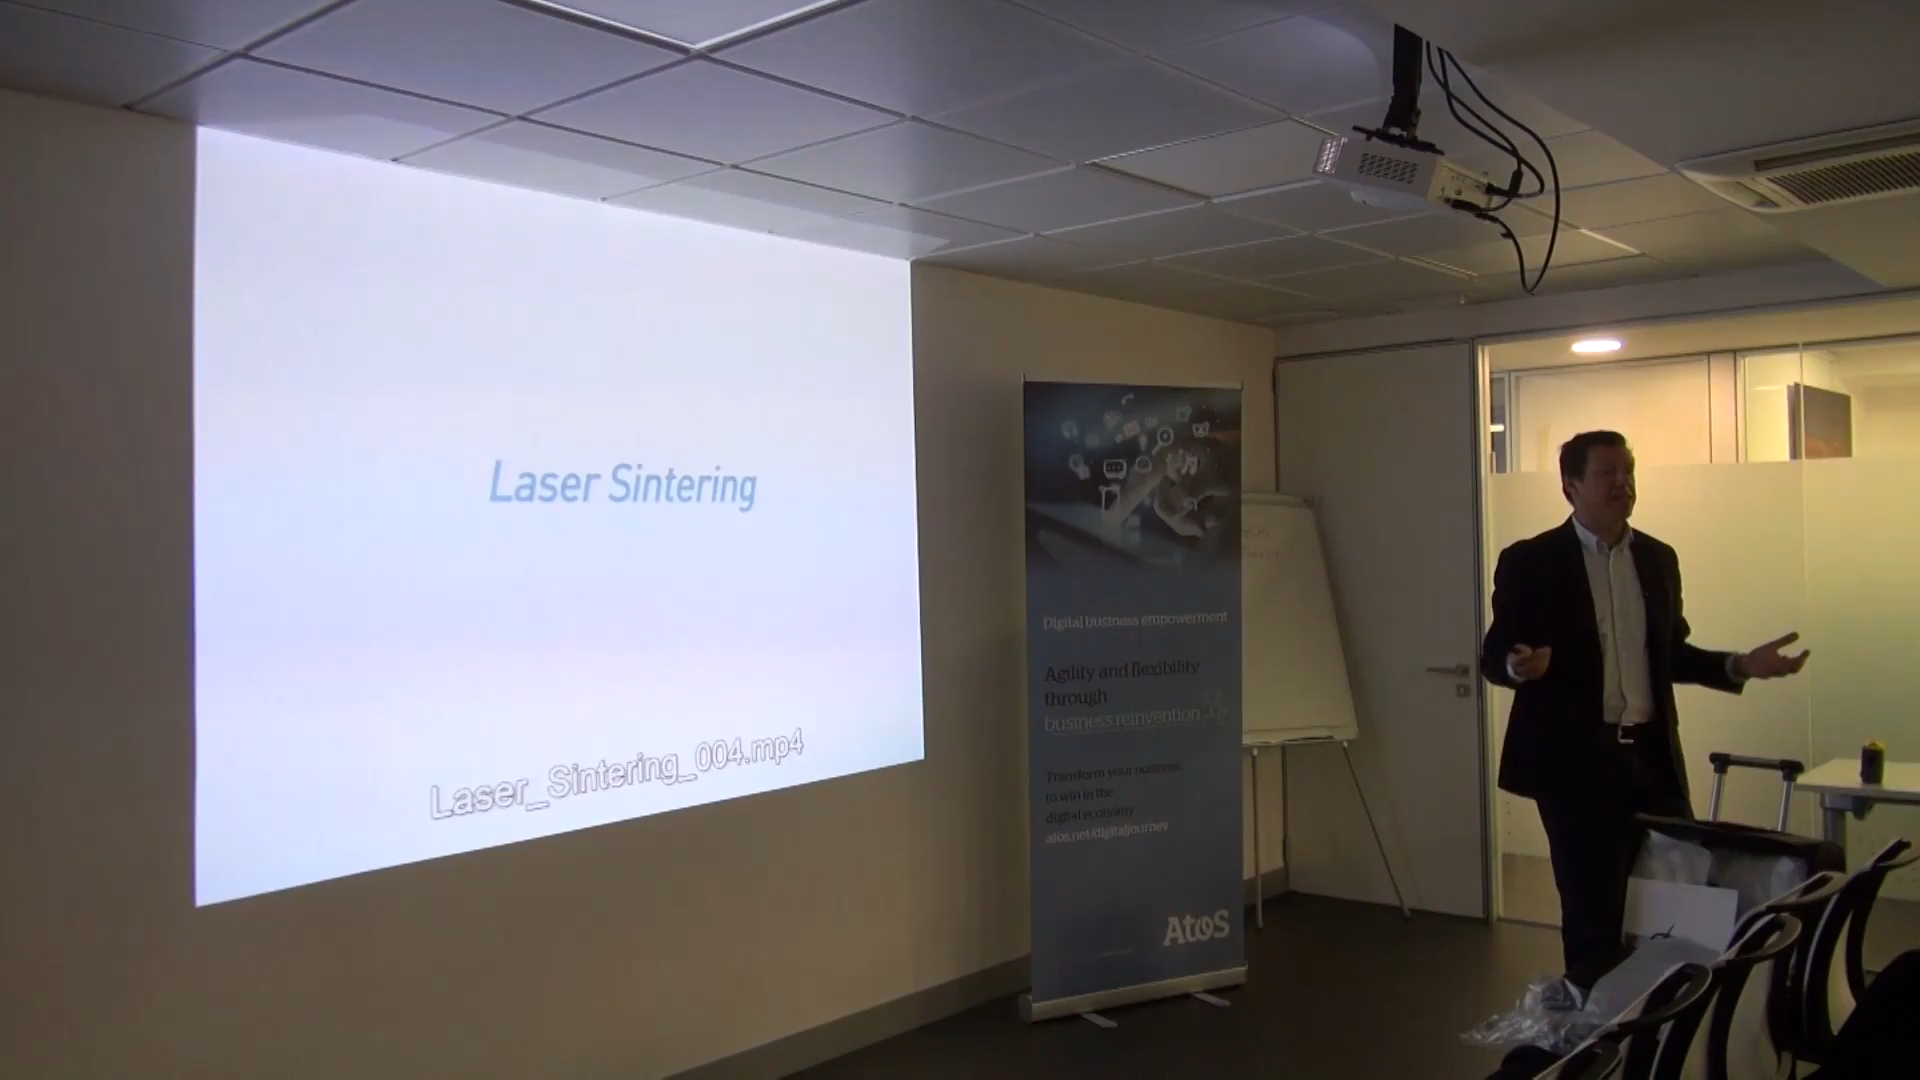 Laser Sintering
Laser_Sintering_004.mp4
Digital business empowerment
Agility and flexibility
through
business reinvention
Transform your business
to win in the
digital economy
atos.net/digitaljourney
Atos